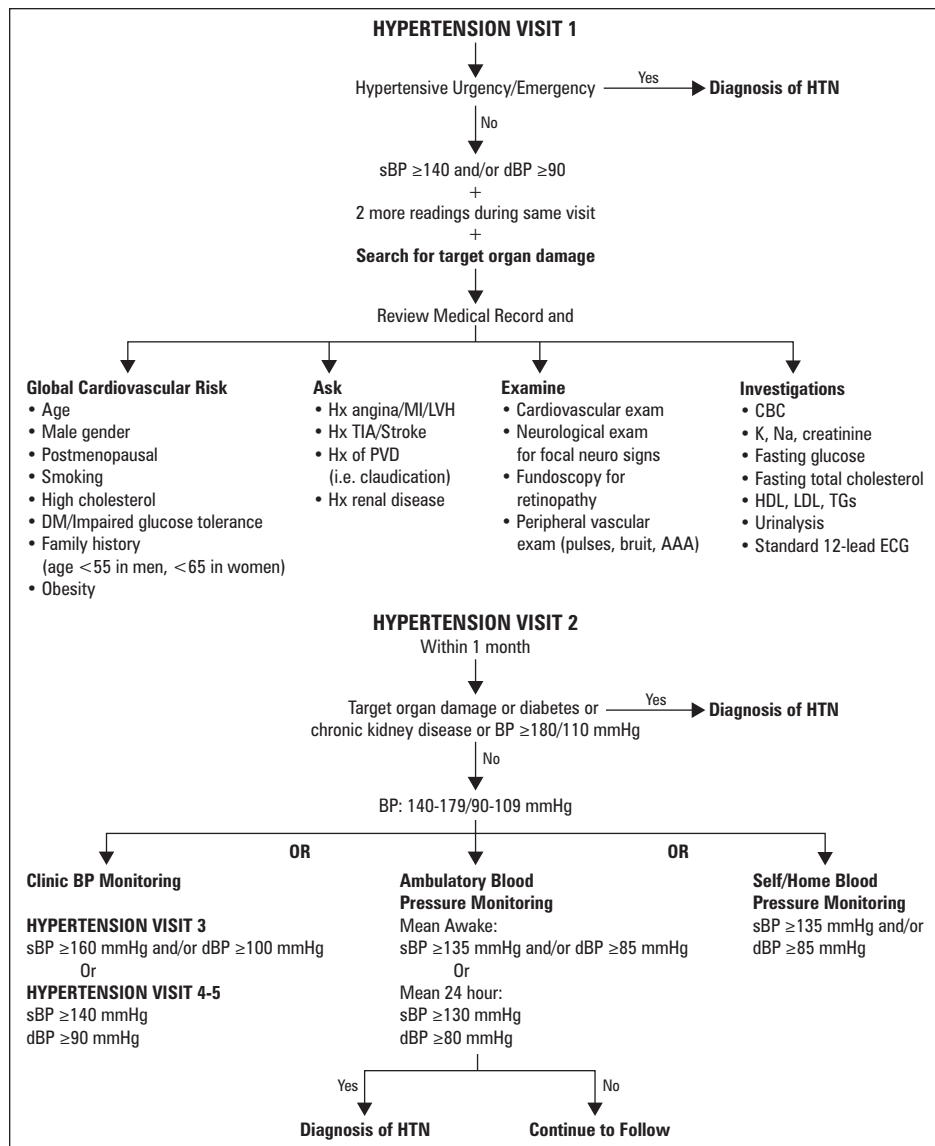 HYPERTENSION VISIT 1
Hypertensive Urgency/Emergency
Yes
Diagnosis of HTN
No
sBP ≥140 and/or dBP ≥90
+
2 more readings during same visit
+
Search for target organ damage
Review Medical Record and
Global Cardiovascular Risk
• Age
• Male gender
• Postmenopausal
• Smoking
• High cholesterol
• DM/Impaired glucose tolerance
• Family history
(age <55 in men, <65 in women)
• Obesity
Ask
• Hx angina/MI/LVH
• Hx TIA/Stroke
• Hx of PVD
(i.e. claudication)
• Hx renal disease
Examine
• Cardiovascular exam
• Neurological exam
for focal neuro signs
• Fundoscopy for
retinopathy
• Peripheral vascular
exam (pulses, bruit, AAA)
Investigations
• CBC
• K, Na, creatinine
• Fasting glucose
• Fasting total cholesterol
• HDL, LDL, TGs
• Urinalysis
• Standard 12-lead ECG
HYPERTENSION VISIT 2
Within 1 month
Target organ damage or diabetes or
chronic kidney disease or BP ≥180/110 mmHg
Yes
Diagnosis of HTN
No
BP: 140-179/90-109 mmHg
OR
OR
Clinic BP Monitoring
HYPERTENSION VISIT 3
sBP ≥160 mmHg and/or dBP ≥100 mmHg
Or
HYPERTENSION VISIT 4-5
sBP ≥140 mmHg
dBP ≥90 mmHg
Ambulatory Blood
Pressure Monitoring
Mean Awake:
sBP ≥135 mmHg and/or dBP ≥85 mmHg
Or
Mean 24 hour:
sBP ≥130 mmHg
dBP ≥80 mmHg
Self/Home Blood
Pressure Monitoring
sBP ≥135 mmHg and/or
dBP ≥85 mmHg
Yes
No
Diagnosis of HTN
Continue to Follow